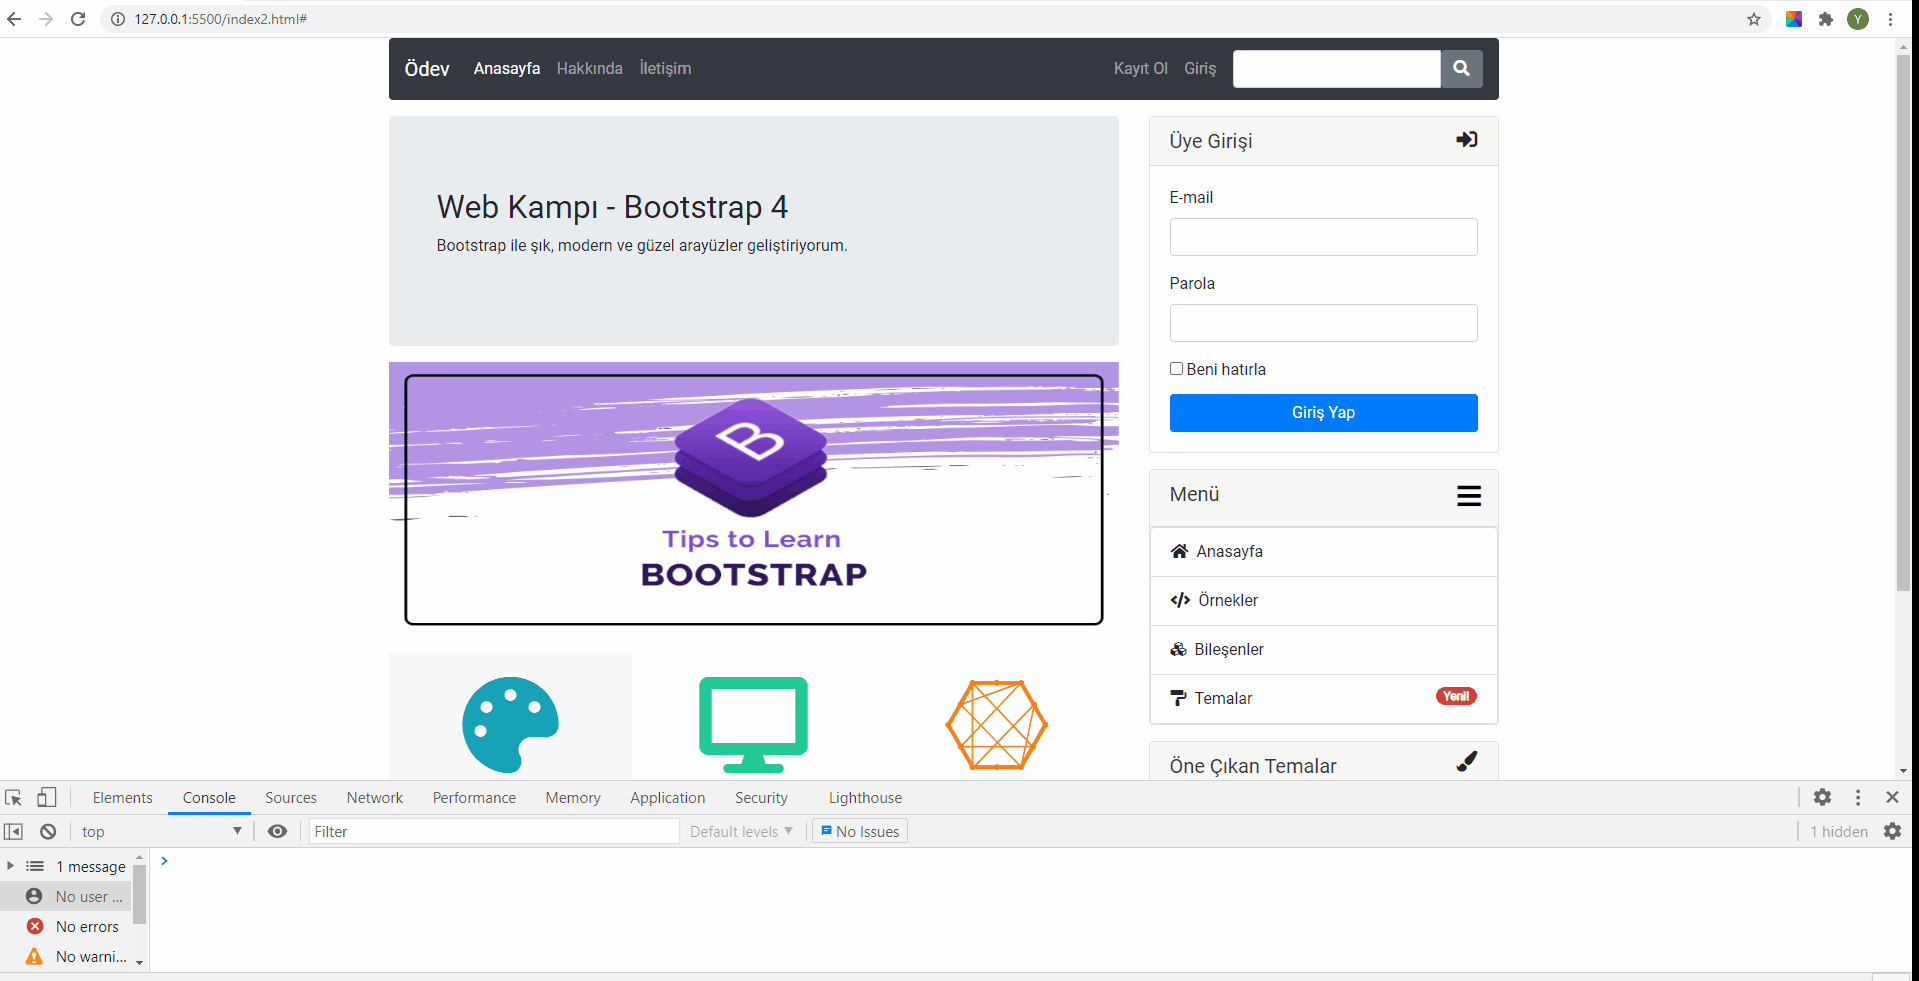 127.0.0.1:5500/index2.html#
Y
Ödev Anasayfa Hakkında İletişim Kayıt Ol Giriş
Web Kampı - Bootstrap 4
Bootstrap ile şık, modern ve güzel arayüzler geliştiriyorum.
B
Tips to Learn
BOOTSTRAP
Üye Girişi
E-mail
Parola
Beni hatırla
Giriş Yap
Menü
Anasayfa
Örnekler
Bileşenler
Temalar Yeni!
Öne Çıkan Temalar
Elements Console Sources Network Performance Memory Application Security Lighthouse
top Filter Default levels No Issues 1 hidden
1 message
No user ...
No errors
No warni...